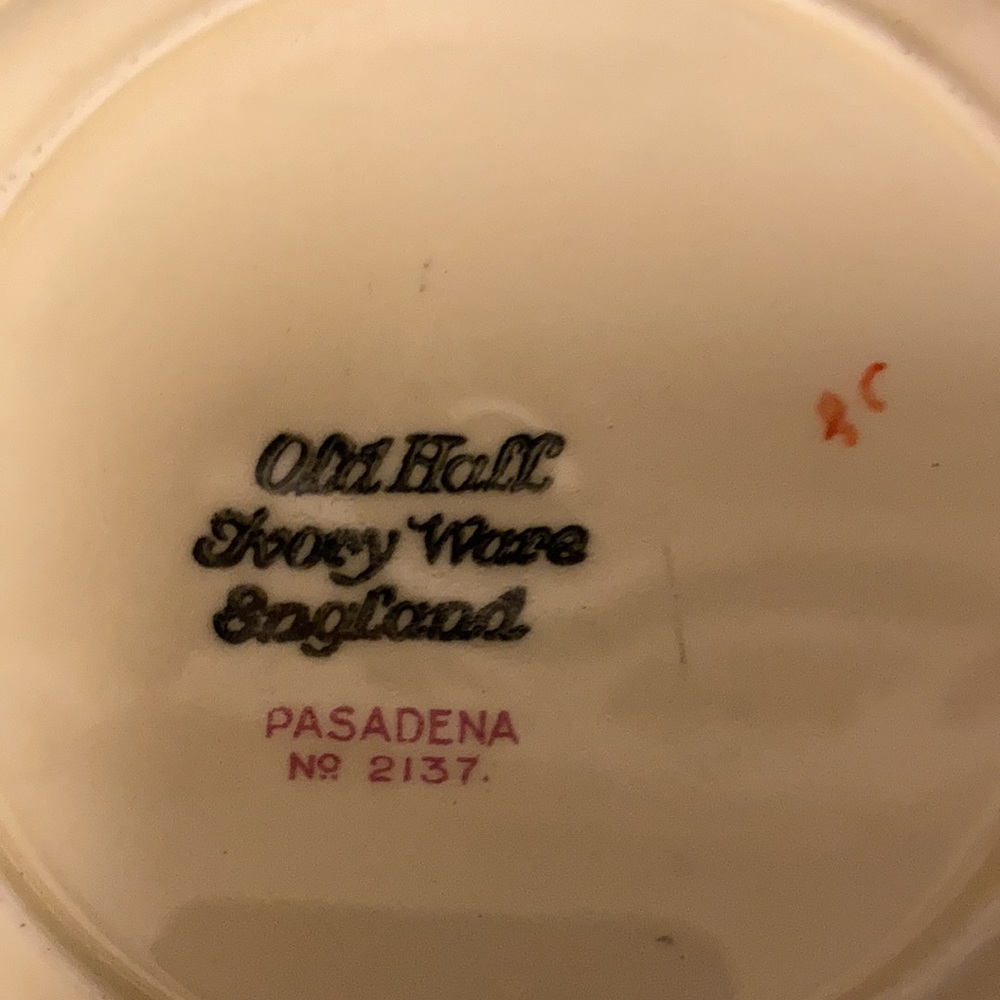 Old Hall
Ivory Ware
England
PASADENA
Nº 2137.